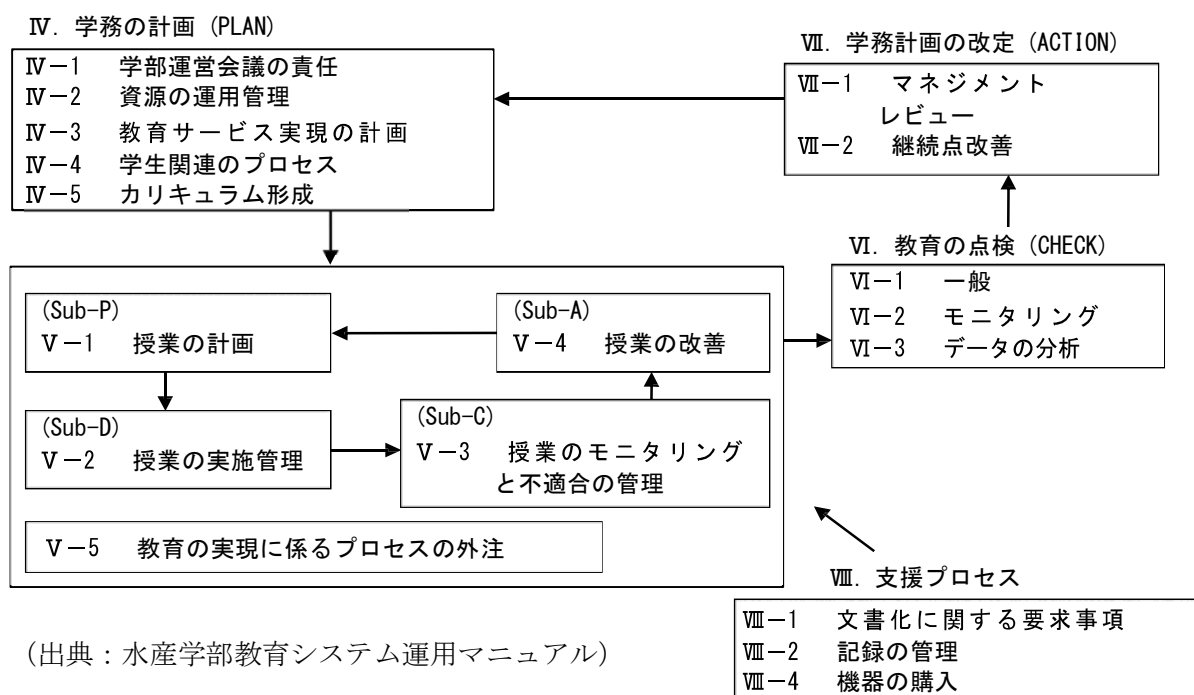 Ⅳ．学務の計画 (PLAN)
Ⅳ－1 学部運営会議の責任
Ⅳ－2 資源の運用管理
Ⅳ－3 教育サービス実現の計画
Ⅳ－4 学生関連のプロセス
Ⅳ－5 カリキュラム形成
Ⅶ．学務計画の改定 (ACTION)
Ⅶ－1 マネジメント
レビュー
Ⅶ－2 継続点改善
Ⅵ．教育の点検 (CHECK)
Ⅵ－1 一般
Ⅵ－2 モニタリング
Ⅵ－3 データの分析
(Sub-P)
Ⅴ－1 授業の計画
(Sub-A)
Ⅴ－4 授業の改善
(Sub-D)
Ⅴ－2 授業の実施管理
(Sub-C)
Ⅴ－3 授業のモニタリング
と不適合の管理
Ⅴ－5 教育の実現に係るプロセスの外注
Ⅷ．支援プロセス
Ⅷ－1 文書化に関する要求事項
Ⅷ－2 記録の管理
Ⅷ－4 機器の購入
（出典：水産学部教育システム運用マニュアル）